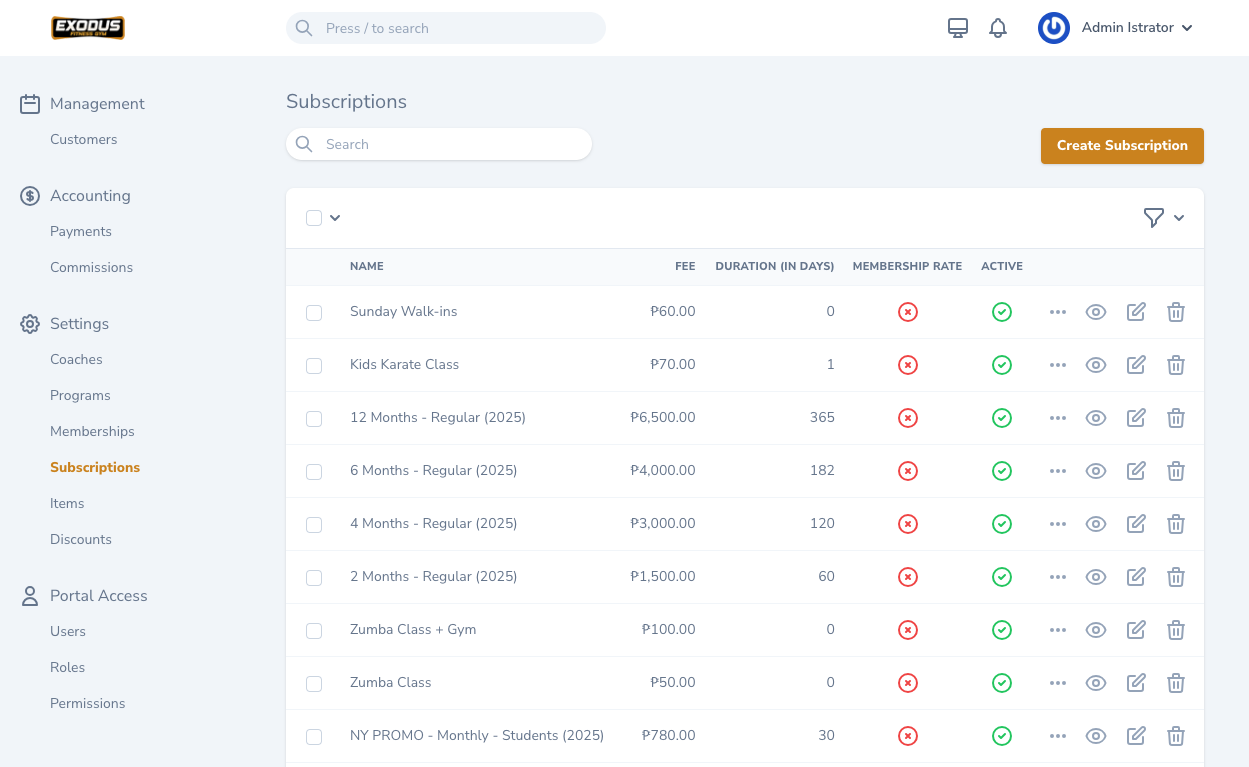 EXODUS
FITNESS GYM
Press / to search
Admin Istrator
Management
Customers
Accounting
Payments
Commissions
Settings
Coaches
Programs
Memberships
Subscriptions
Items
Discounts
Portal Access
Users
Roles
Permissions
Subscriptions
Search
Create Subscription
NAME FEE DURATION (IN DAYS) MEMBERSHIP RATE ACTIVE
Sunday Walk-ins ₱60.00 0
Kids Karate Class ₱70.00 1
12 Months - Regular (2025) ₱6,500.00 365
6 Months - Regular (2025) ₱4,000.00 182
4 Months - Regular (2025) ₱3,000.00 120
2 Months - Regular (2025) ₱1,500.00 60
Zumba Class + Gym ₱100.00 0
Zumba Class ₱50.00 0
NY PROMO - Monthly - Students (2025) ₱780.00 30